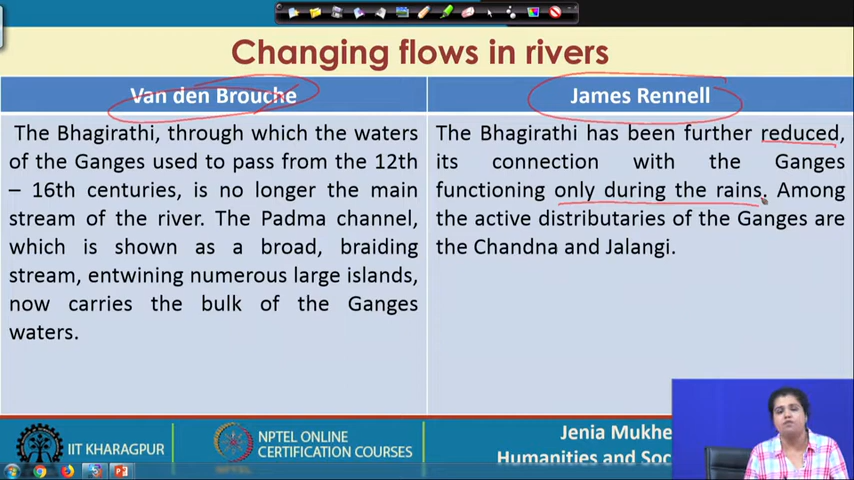 Changing flows in rivers
Van den Brouche
James Rennell
The Bhagirathi, through which the waters
of the Ganges used to pass from the 12th
– 16th centuries, is no longer the main
stream of the river. The Padma channel,
which is shown as a broad, braiding
stream, entwining numerous large islands,
now carries the bulk of the Ganges
waters.
The Bhagirathi has been further reduced,
its connection with the Ganges
functioning only during the rains. Among
the active distributaries of the Ganges are
the Chandna and Jalangi.
IIT KHARAGPUR
NPTEL ONLINE
CERTIFICATION COURSES
Jenia Mukhe
Humanities and Soc